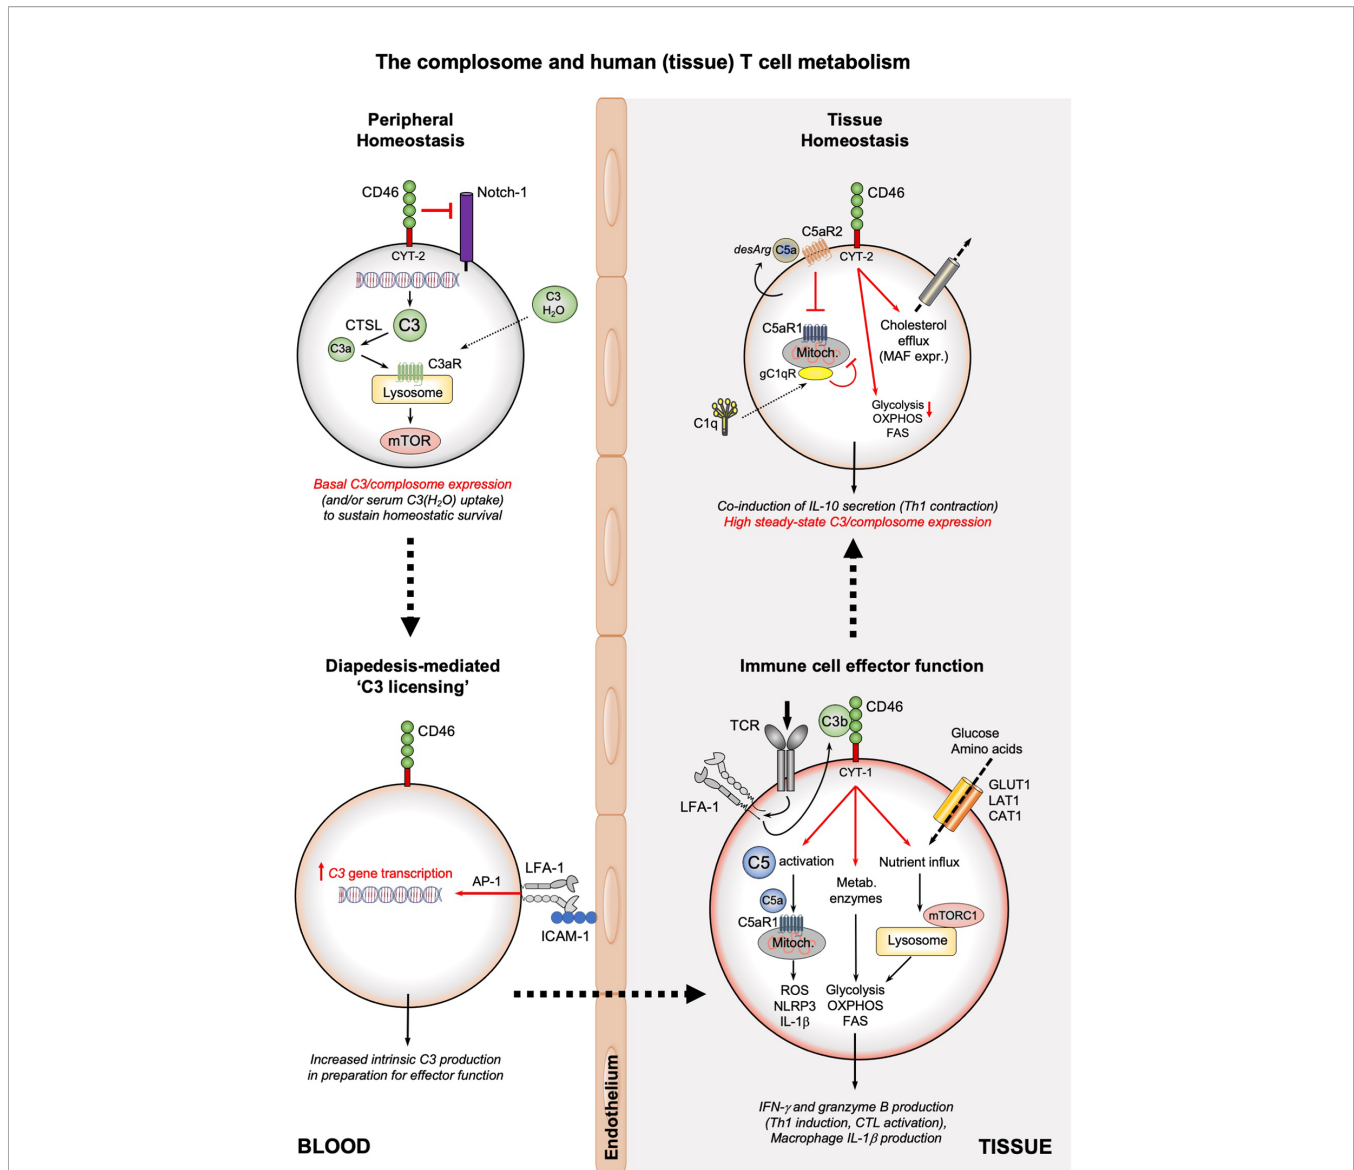 The complosome and human (tissue) T cell metabolism
Peripheral
Homeostasis
CD46
Notch-1
CYT-2
C3
H₂O
CTSL
C3
C3a
C3aR
Lysosome
mTOR
Basal C3/complosome expression
(and/or serum C3(H₂O) uptake)
to sustain homeostatic survival
Diapedesis-mediated
‘C3 licensing’
CD46
C3 gene transcription
AP-1
LFA-1
ICAM-1
Increased intrinsic C3 production
in preparation for effector function
BLOOD
Endothelium
Tissue
Homeostasis
CD46
C5aR2
desArg
C5a
CYT-2
C5aR1
Mitoch.
gC1qR
C1q
Cholesterol
efflux
(MAF expr.)
Glycolysis
OXPHOS
FAS
Co-induction of IL-10 secretion (Th1 contraction)
High steady-state C3/complosome expression
Immune cell effector function
TCR
C3b
CD46
CYT-1
LFA-1
Glucose
Amino acids
GLUT1
LAT1
CAT1
C5 activation
C5a
C5aR1
Mitoch.
ROS
NLRP3
IL-1β
Metab.
enzymes
Glycolysis
OXPHOS
FAS
Nutrient influx
mTORC1
Lysosome
IFN-γ and granzyme B production
(Th1 induction, CTL activation),
Macrophage IL-1β production
TISSUE